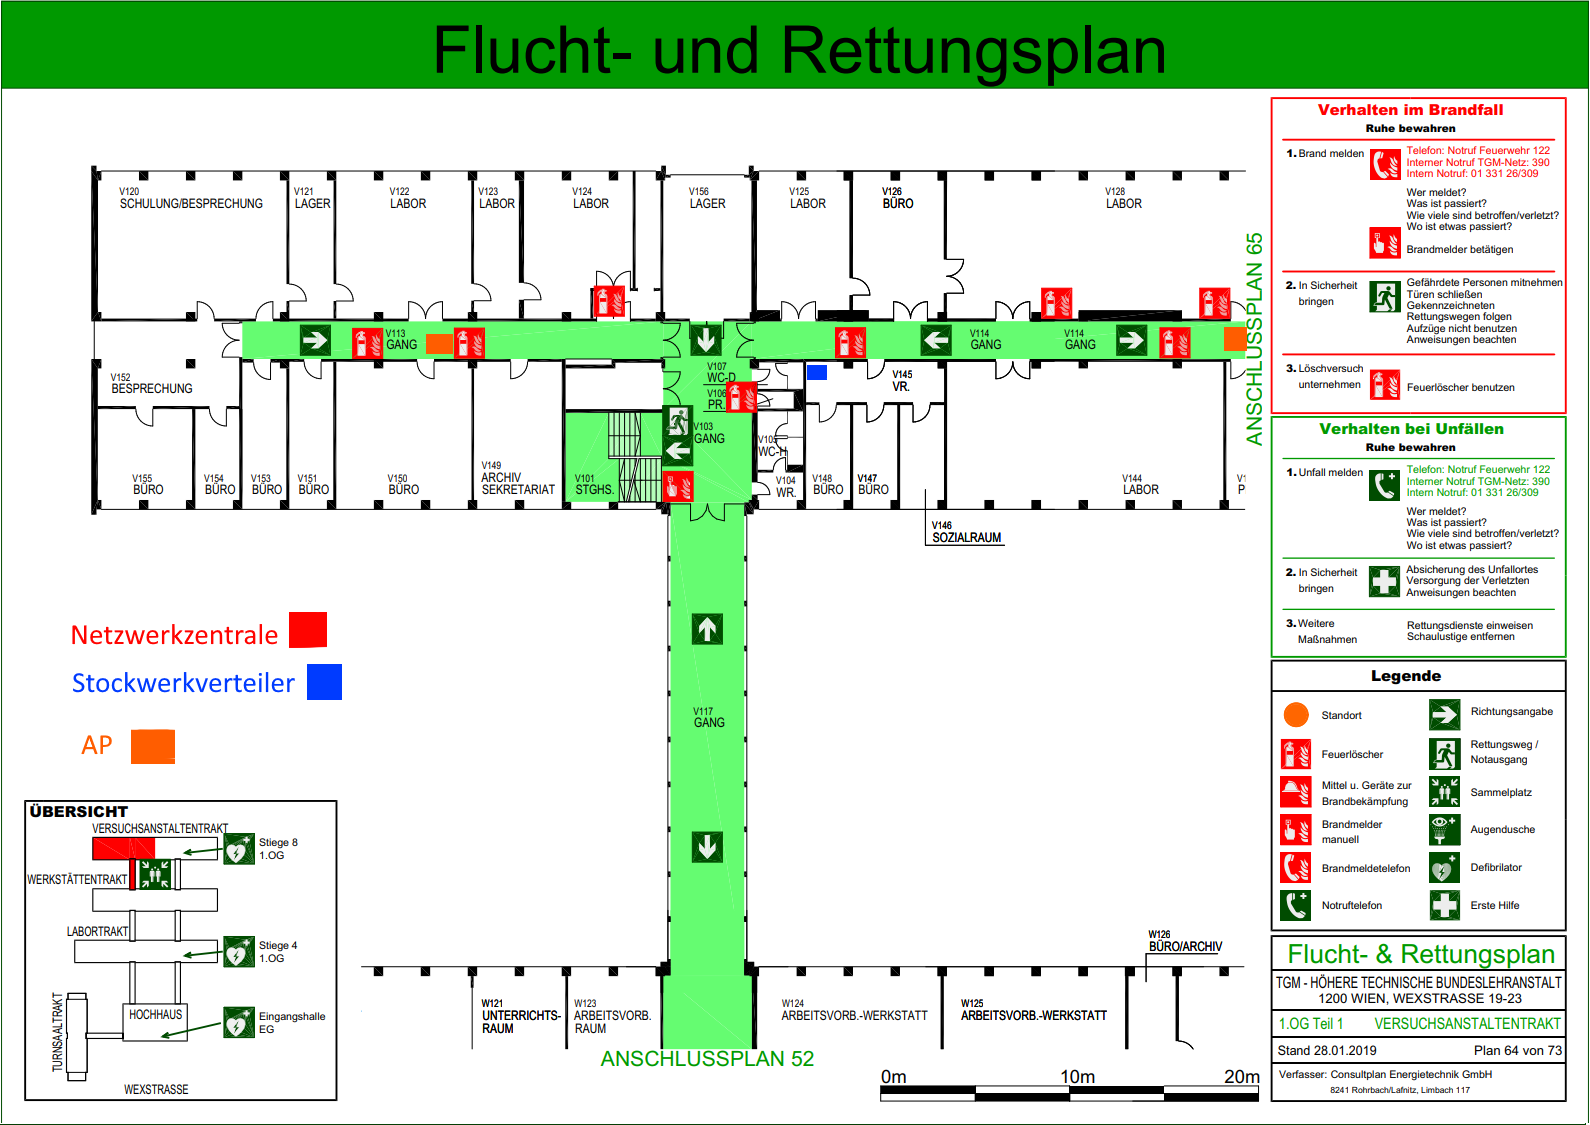 Flucht- und Rettungsplan
V120
SCHULUNG/BESPRECHUNG
V121
LAGER
V122
LABOR
V123
LABOR
V124
LABOR
V156
LAGER
V125
LABOR
V126
BÜRO
V128
LABOR
V113
GANG
V114
GANG
V114
GANG
ANSCHLUSSPLAN 65
V152
BESPRECHUNG
V107
WC-D
V106
PR.
V145
VR.
V103
GANG
V105
WC-H
V155
BÜRO
V154
BÜRO
V153
BÜRO
V151
BÜRO
V150
BÜRO
V149
ARCHIV
SEKRETARIAT
V101
STGHS.
V104
WR.
V148
BÜRO
V147
BÜRO
V144
LABOR
V146
SOZIALRAUM
Netzwerkzentrale
Stockwerkverteiler
AP
V117
GANG
W126
BÜRO/ARCHIV
W121
UNTERRICHTS-
RAUM
W123
ARBEITSVORB.
RAUM
W124
ARBEITSVORB.-WERKSTATT
W125
ARBEITSVORB.-WERKSTATT
ANSCHLUSSPLAN 52
0m 10m 20m
ÜBERSICHT
VERSUCHSANSTALTENTRAKT
Stiege 8
1.OG
WERKSTÄTTENTRAKT
LABORTRAKT
Stiege 4
1.OG
HOCHHAUS
Eingangshalle
EG
TURNSAALTRAKT
WEXSTRASSE
Verhalten im Brandfall
Ruhe bewahren
1. Brand melden
Telefon: Notruf Feuerwehr 122
Interner Notruf TGM-Netz: 390
Intern Notruf: 01 331 26/309
Wer meldet?
Was ist passiert?
Wie viele sind betroffen/verletzt?
Wo ist etwas passiert?
Brandmelder betätigen
2. In Sicherheit
bringen
Gefährdete Personen mitnehmen
Türen schließen
Gekennzeichneten
Rettungswegen folgen
Aufzüge nicht benutzen
Anweisungen beachten
3. Löschversuch
unternehmen
Feuerlöscher benutzen
Verhalten bei Unfällen
Ruhe bewahren
1. Unfall melden
Telefon: Notruf Feuerwehr 122
Interner Notruf TGM-Netz: 390
Intern Notruf: 01 331 26/309
Wer meldet?
Was ist passiert?
Wie viele sind betroffen/verletzt?
Wo ist etwas passiert?
2. In Sicherheit
bringen
Absicherung des Unfallortes
Versorgung der Verletzten
Anweisungen beachten
3. Weitere
Maßnahmen
Rettungsdienste einweisen
Schaulustige entfernen
Legende
Standort
Richtungsangabe
Feuerlöscher
Rettungsweg /
Notausgang
Mittel u. Geräte zur
Brandbekämpfung
Sammelplatz
Brandmelder
manuell
Augendusche
Brandmeldetelefon
Defibrilator
Notruftelefon
Erste Hilfe
Flucht- & Rettungsplan
TGM - HÖHERE TECHNISCHE BUNDESLEHRANSTALT
1200 WIEN, WEXSTRASSE 19-23
1.OG Teil 1 VERSUCHSANSTALTENTRAKT
Stand 28.01.2019 Plan 64 von 73
Verfasser: Consultplan Energietechnik GmbH
8241 Rohrbach/Lafnitz, Limbach 117